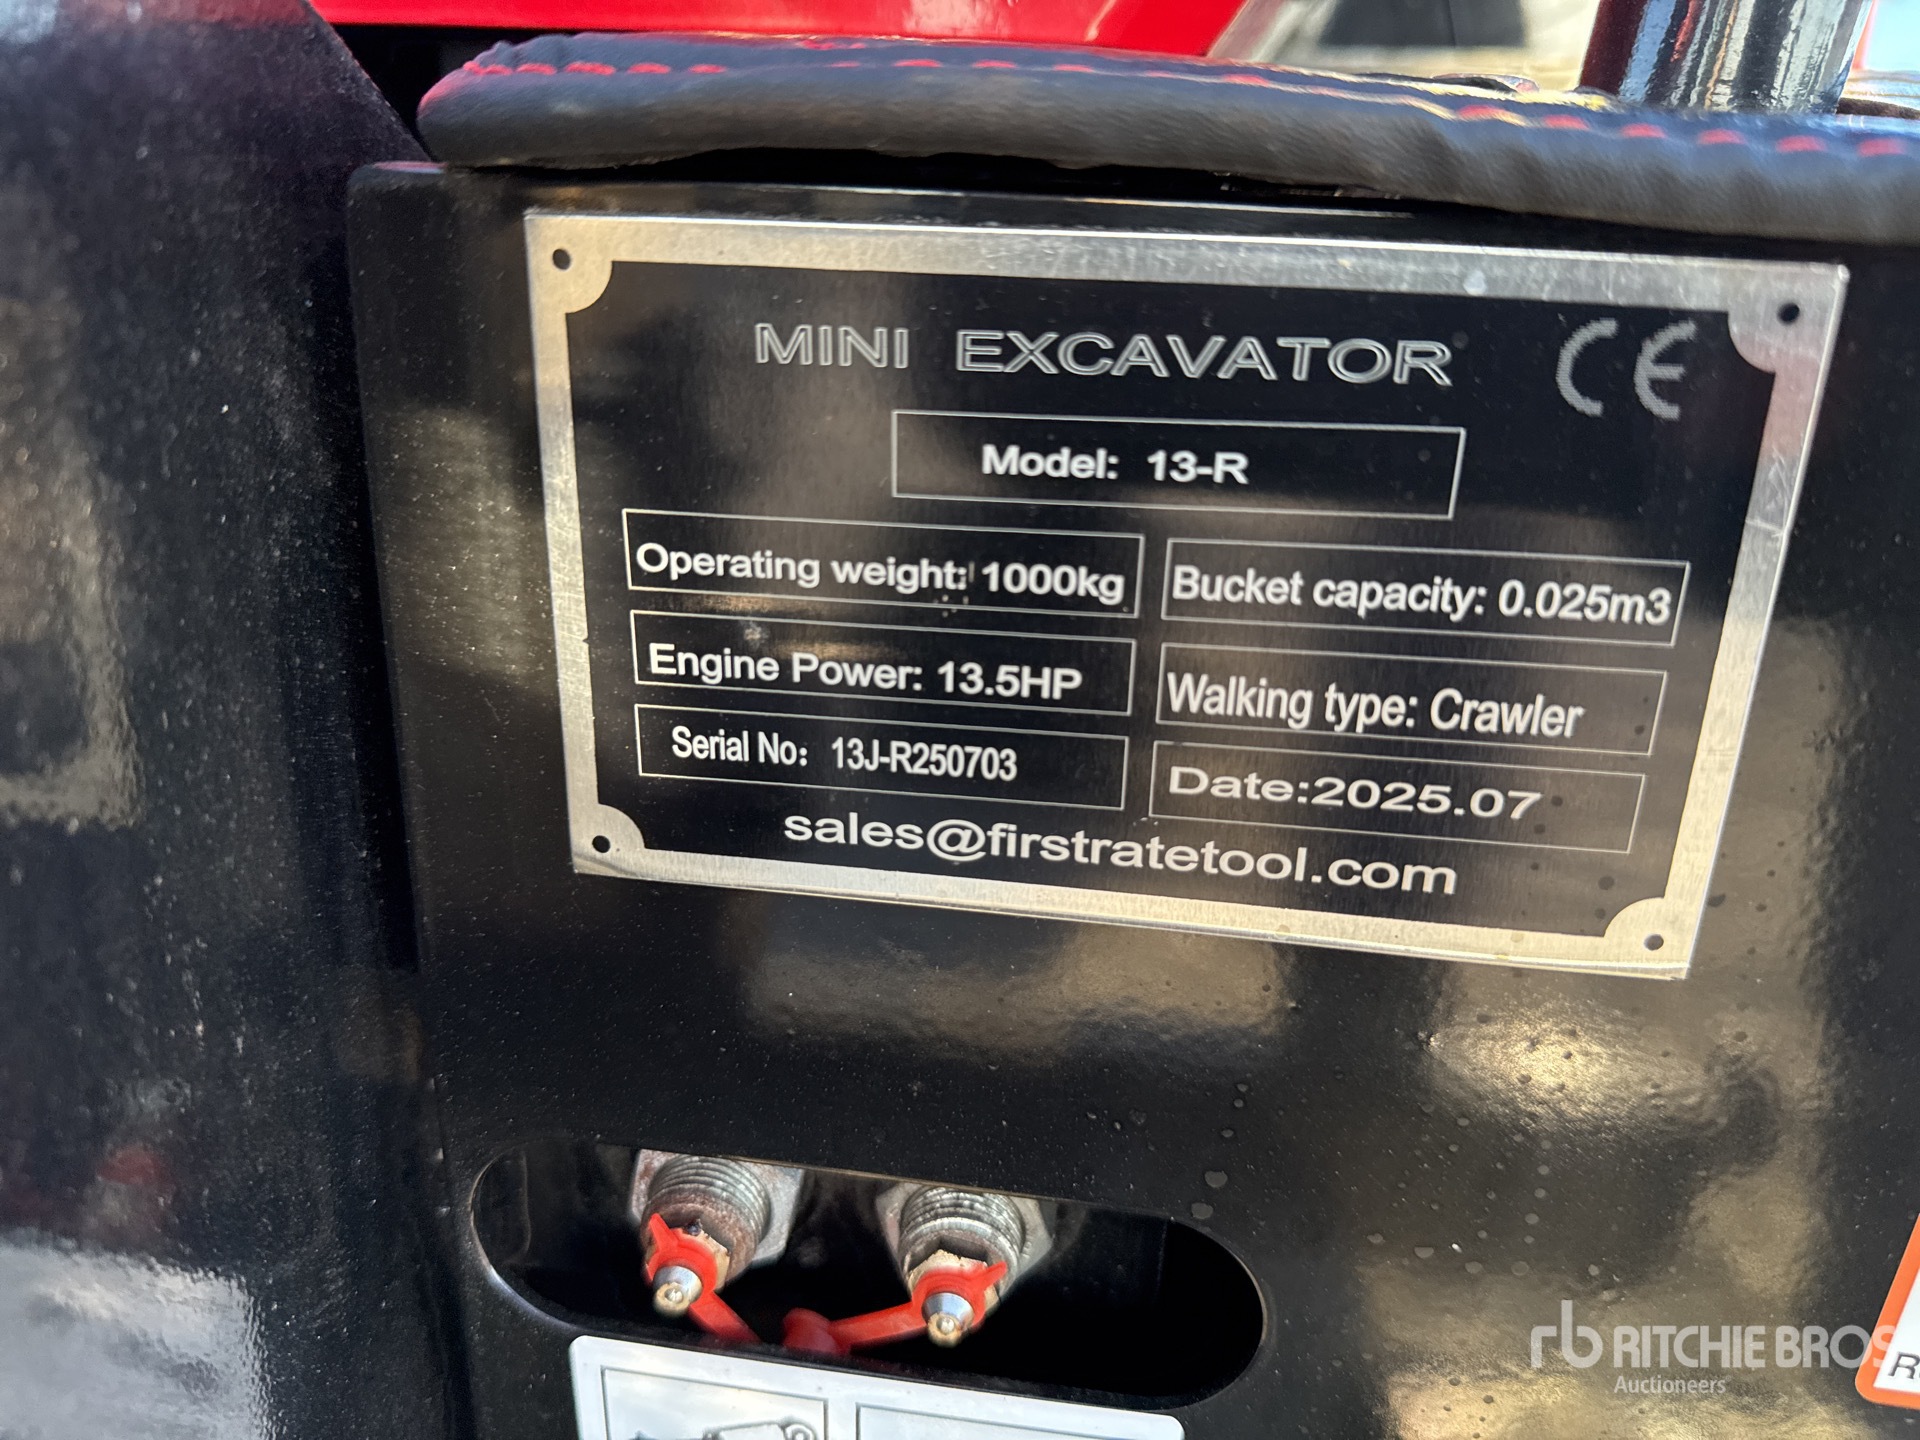 MINI EXCAVATOR CE
Model: 13-R
Operating weight: 1000kg
Bucket capacity: 0.025m3
Engine Power: 13.5HP
Walking type: Crawler
Serial No: 13J-R250703
Date:2025.07
sales@firstratetool.com
rb RITCHIE BROS
Auctioneers